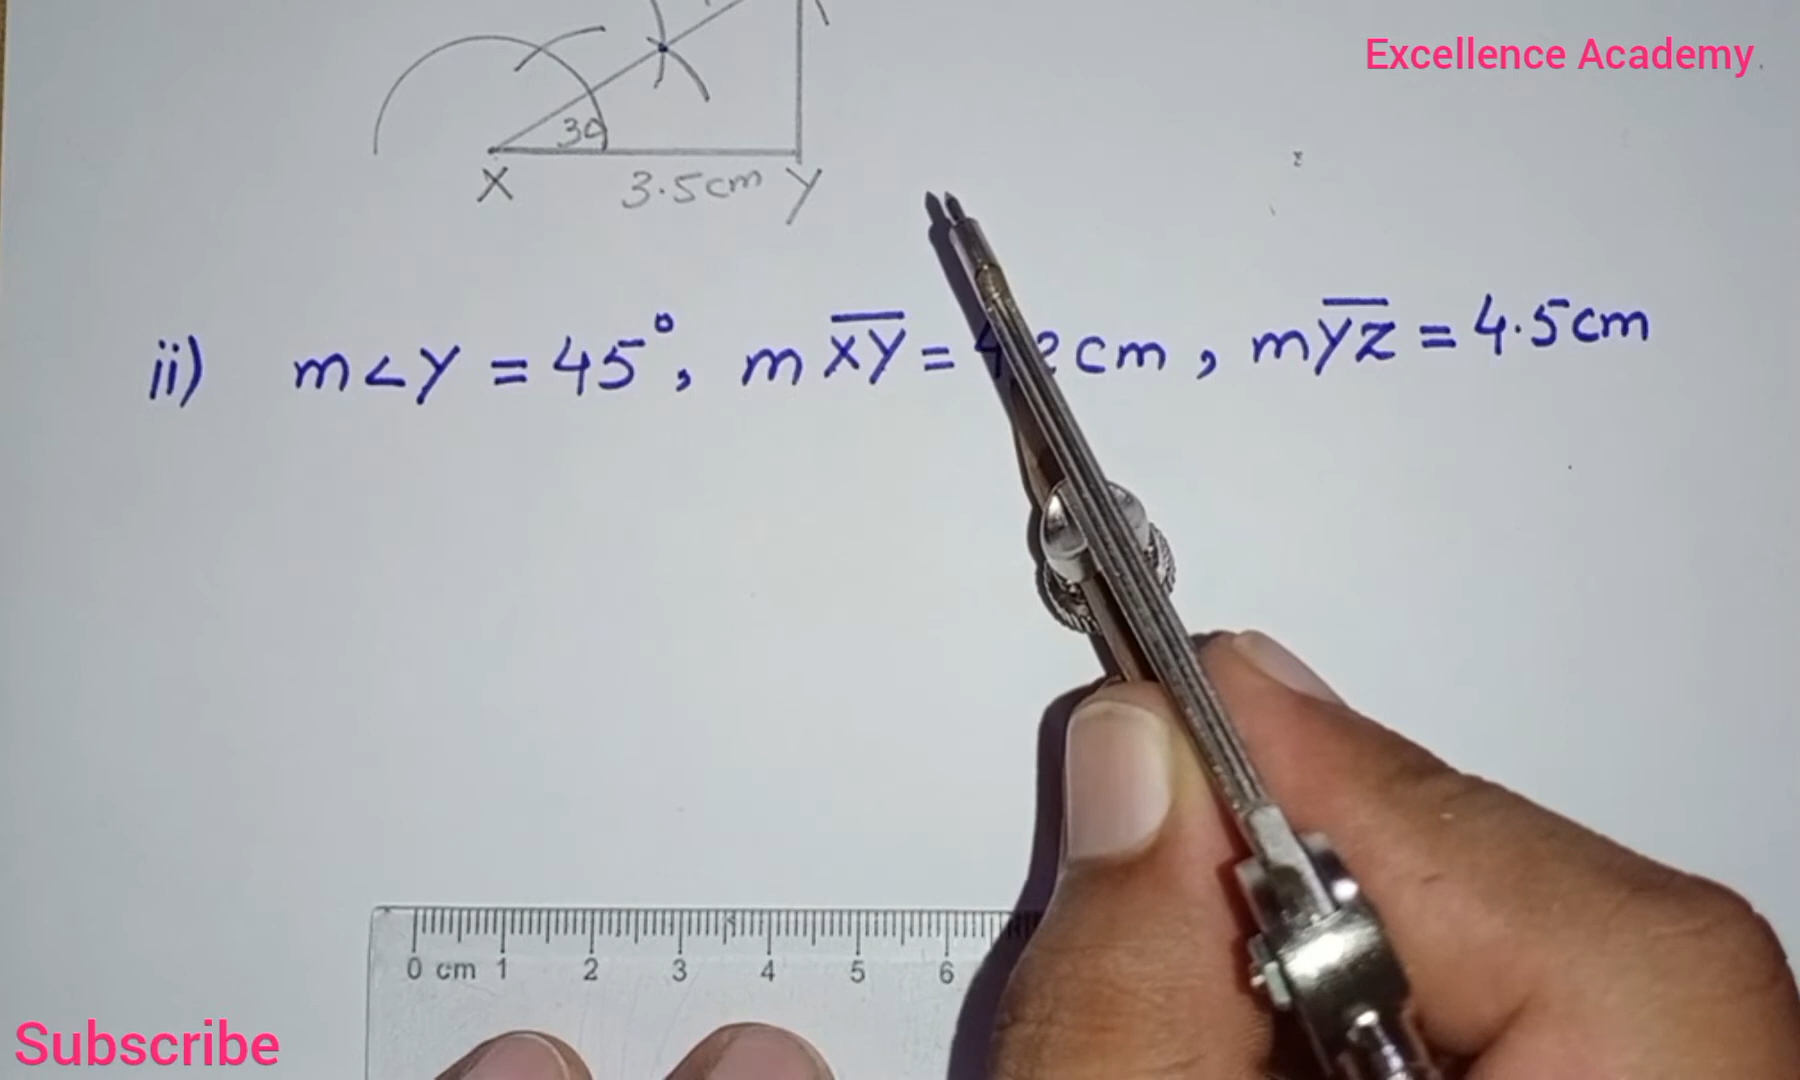 Excellence Academy
30
X 3.5cm Y
ii) m<Y = 45°, m XY = cm, mYZ = 4.5cm
0 cm 1 2 3 4 5 6
Subscribe